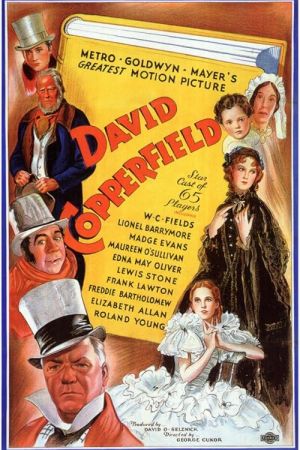 METRO - GOLDWYN - MAYER'S
GREATEST MOTION PICTURE
DAVID
COPPERFIELD
Star
Cast of
65
Players
W.C. FIELDS
LIONEL BARRYMORE
MADGE EVANS
MAUREEN O'SULLIVAN
EDNA MAY OLIVER
LEWIS STONE
FRANK LAWTON
FREDDIE BARTHOLOMEW
ELIZABETH ALLAN
ROLAND YOUNG
Produced by
DAVID O. SELZNICK
Directed by
GEORGE CUKOR